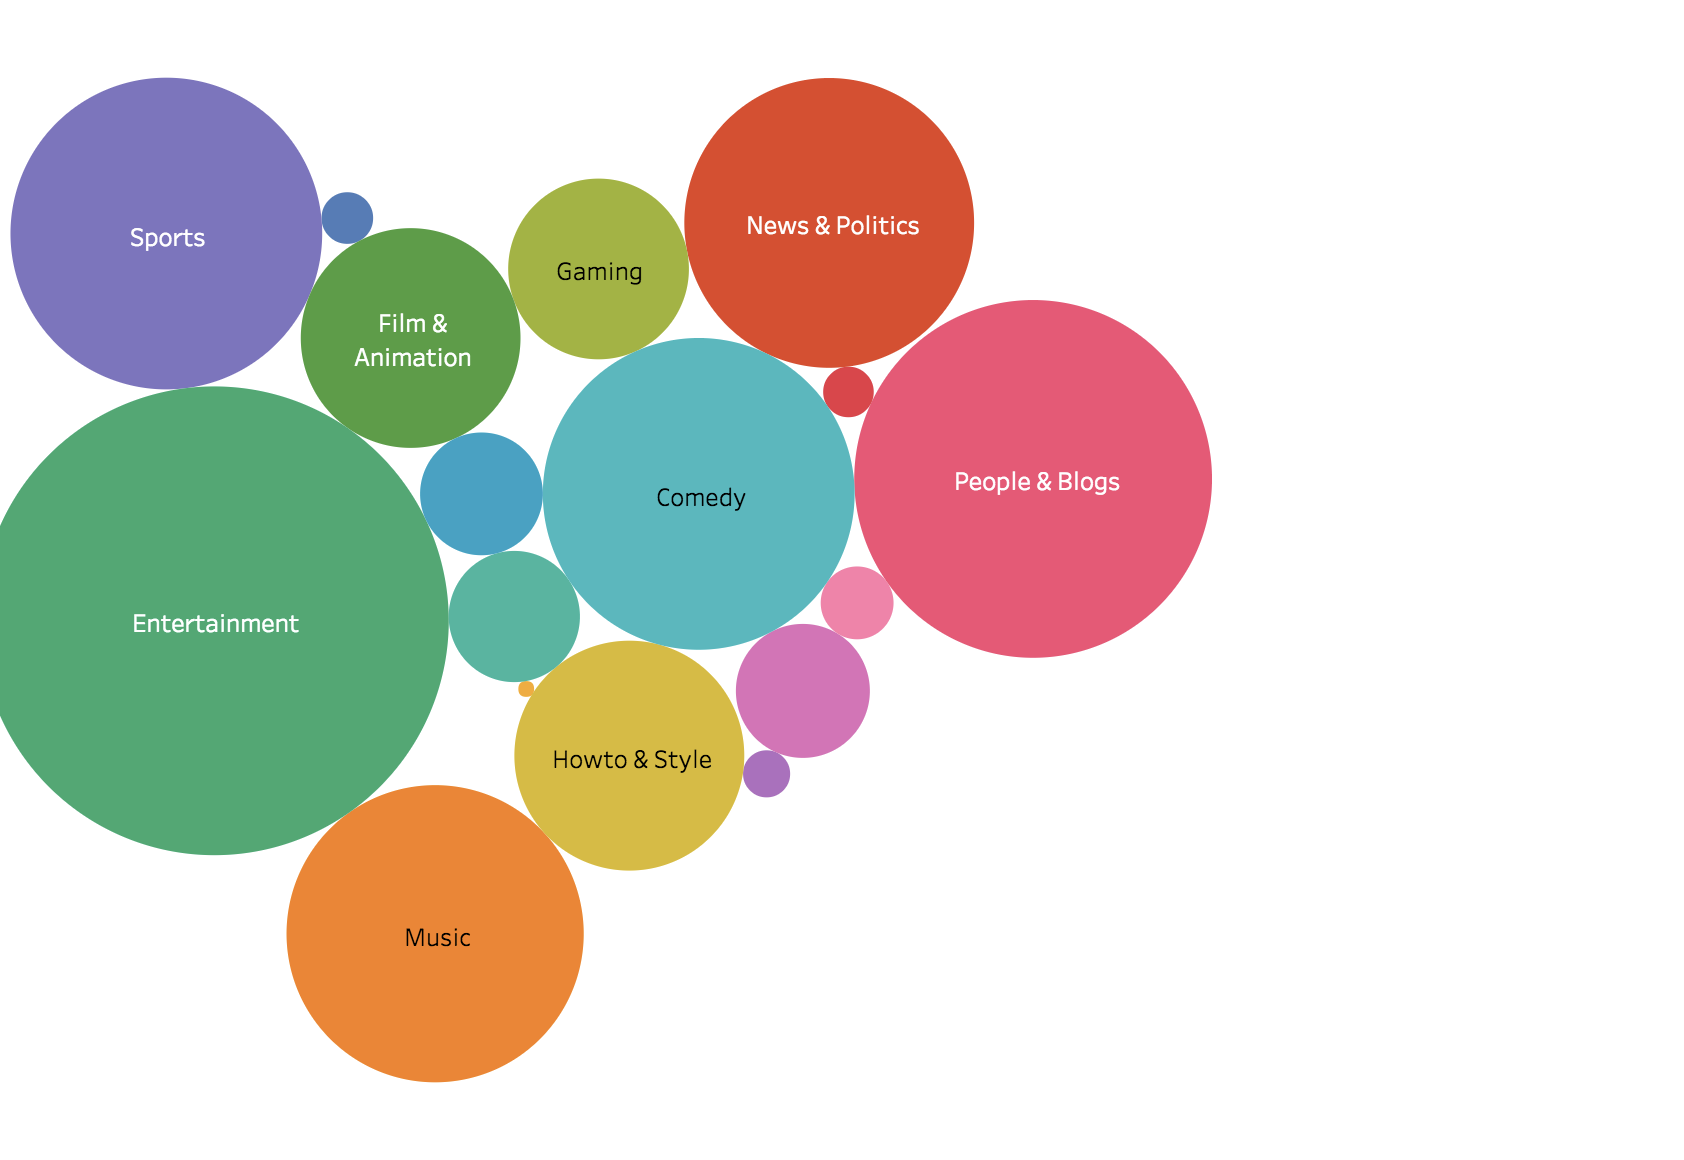 Sports
News & Politics
Gaming
Film &
Animation
People & Blogs
Comedy
Entertainment
Howto & Style
Music